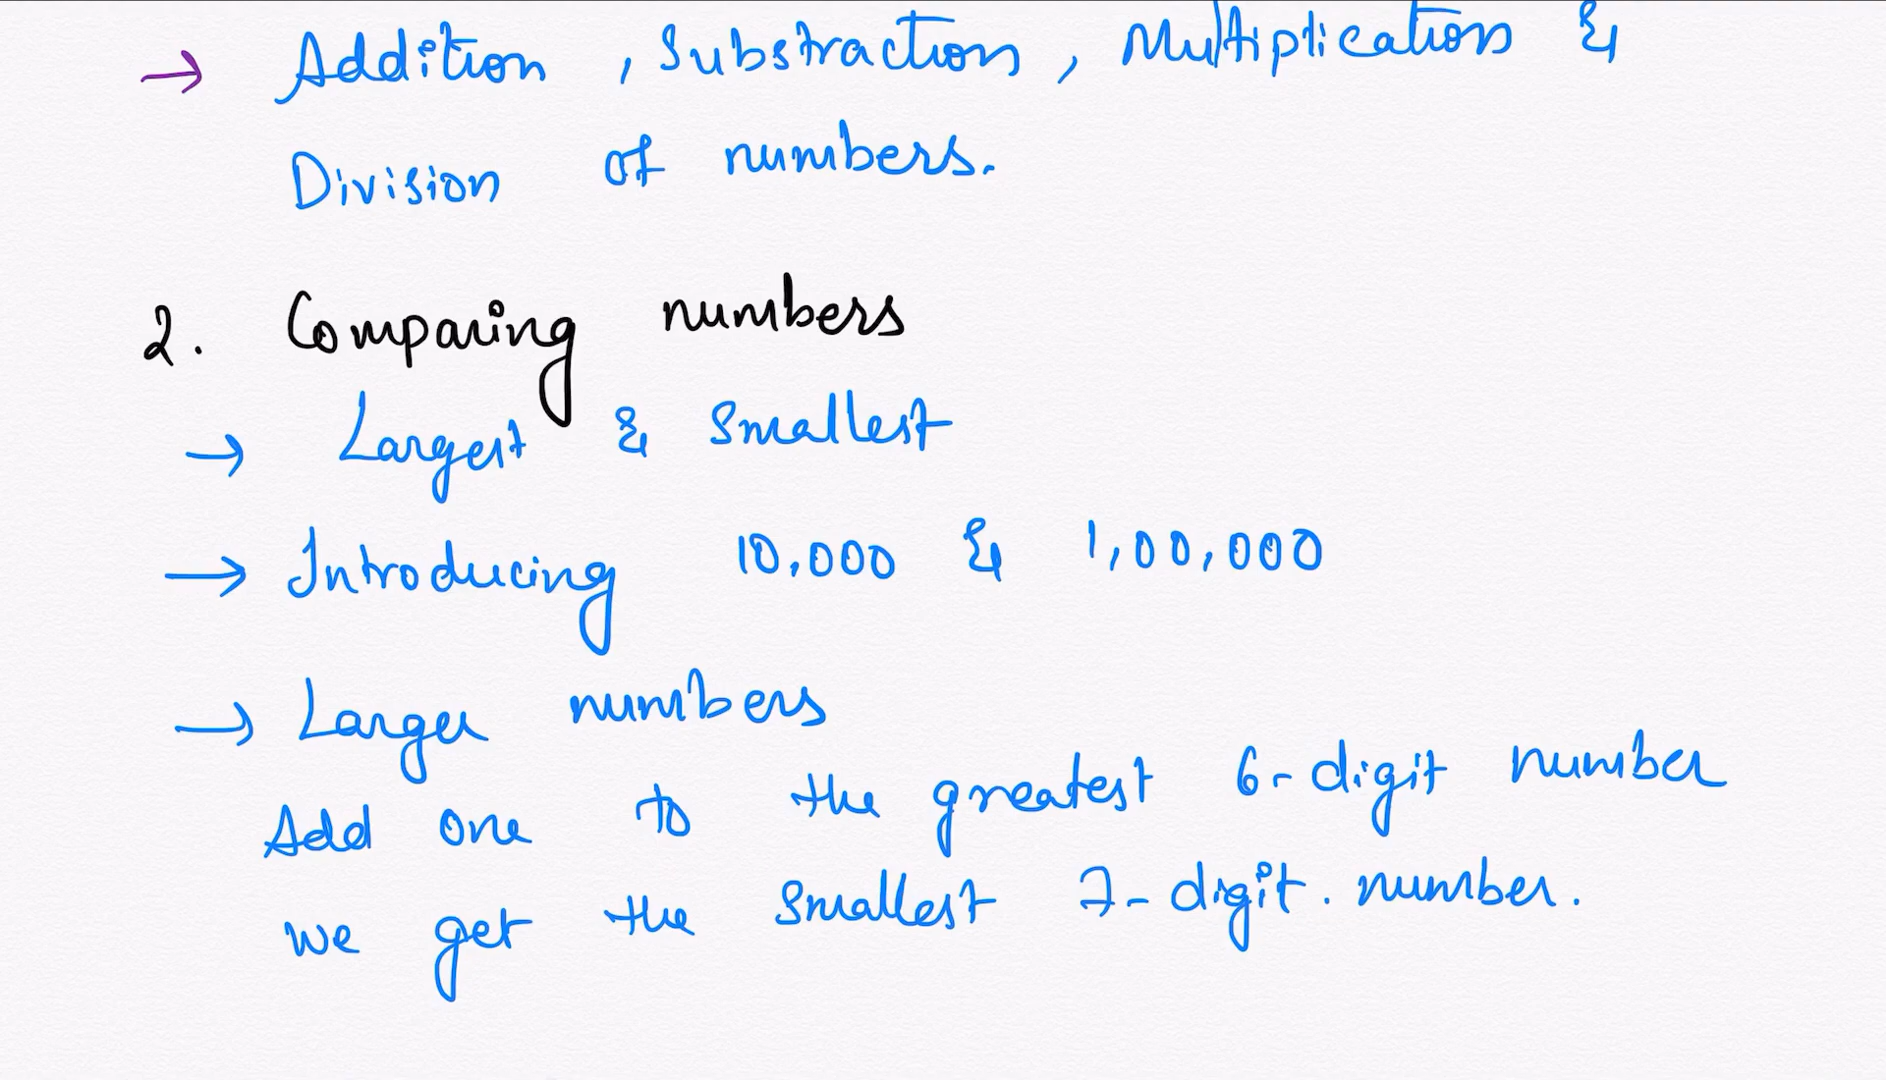 → Addition , Substraction , Multiplication &
Division of numbers.
2. Comparing numbers
→ Largest & Smallest
→ Introducing 10,000 & 1,00,000
→ Larger numbers
Add one to the greatest 6-digit number
we get the smallest 7-digit. number.